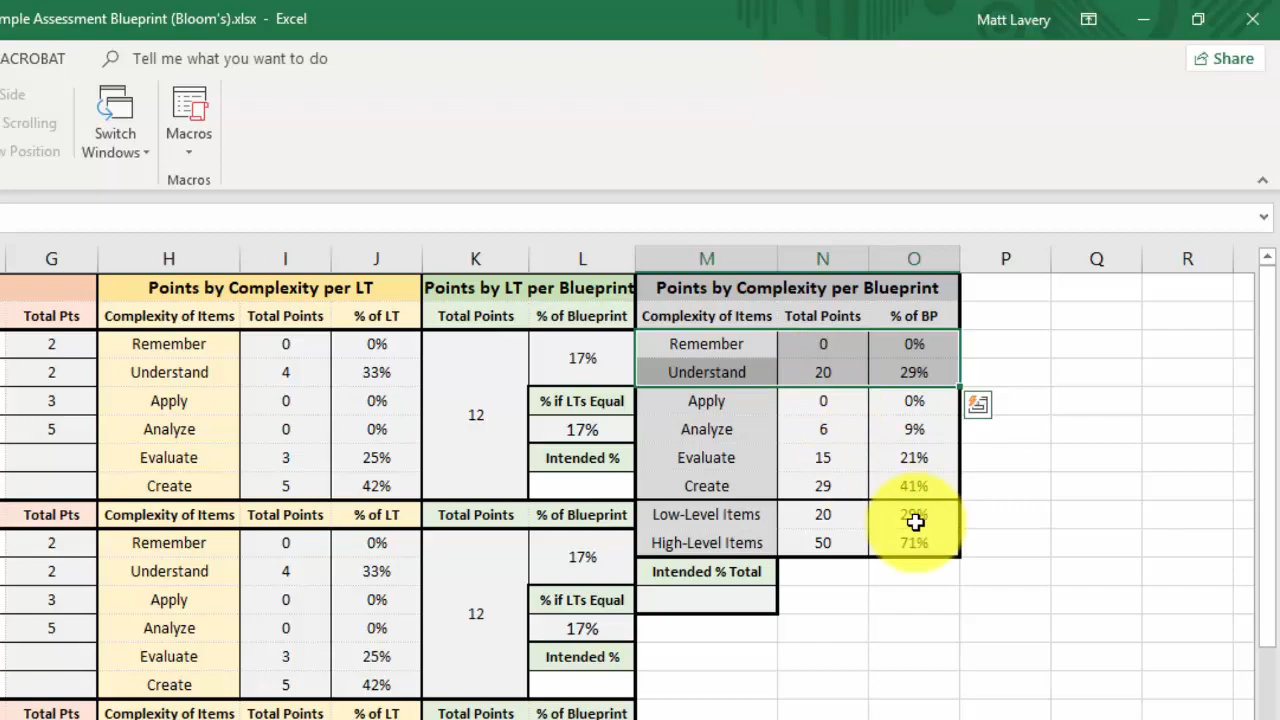 mple Assessment Blueprint (Bloom's).xlsx - Excel Matt Lavery
ACROBAT Tell me what you want to do Share
Side
Scrolling
w Position
Switch Windows
Macros
Macros
G H I J K L M N O P Q R
Points by Complexity per LT Points by LT per Blueprint Points by Complexity per Blueprint
Total Pts Complexity of Items Total Points % of LT Total Points % of Blueprint Complexity of Items Total Points % of BP
2 Remember 0 0% 17% Remember 0 0%
2 Understand 4 33% Understand 20 29%
3 Apply 0 0% 12 % if LTs Equal Apply 0 0%
5 Analyze 0 0% 17% Analyze 6 9%
Evaluate 3 25% Intended % Evaluate 15 21%
Create 5 42% Create 29 41%
Total Pts Complexity of Items Total Points % of LT Total Points % of Blueprint Low-Level Items 20 29%
2 Remember 0 0% 17% High-Level Items 50 71%
2 Understand 4 33% Intended % Total
3 Apply 0 0% 12 % if LTs Equal
5 Analyze 0 0% 17%
Evaluate 3 25% Intended %
Create 5 42%
Total Pts Complexity of Items Total Points % of LT Total Points % of Blueprint